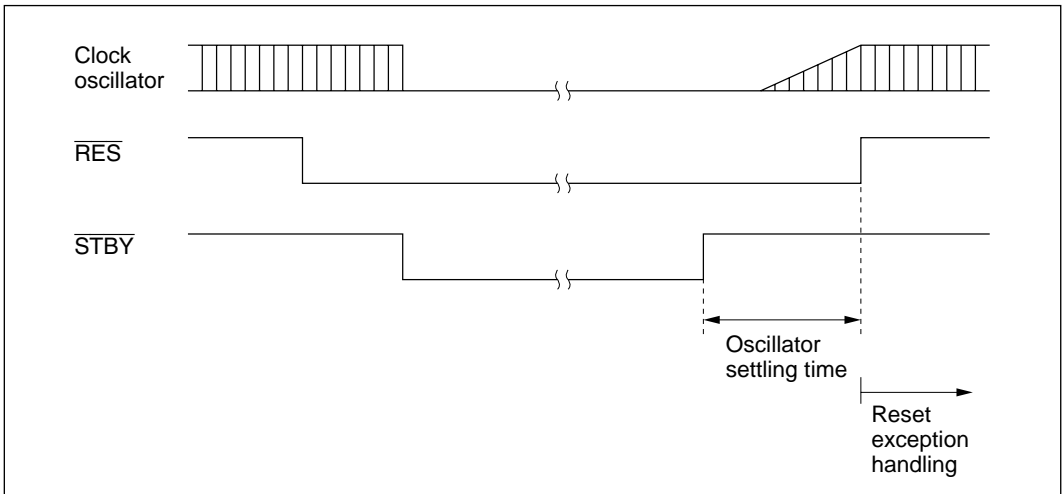 Clock
oscillator
RES
STBY
Oscillator
settling time
Reset
exception
handling